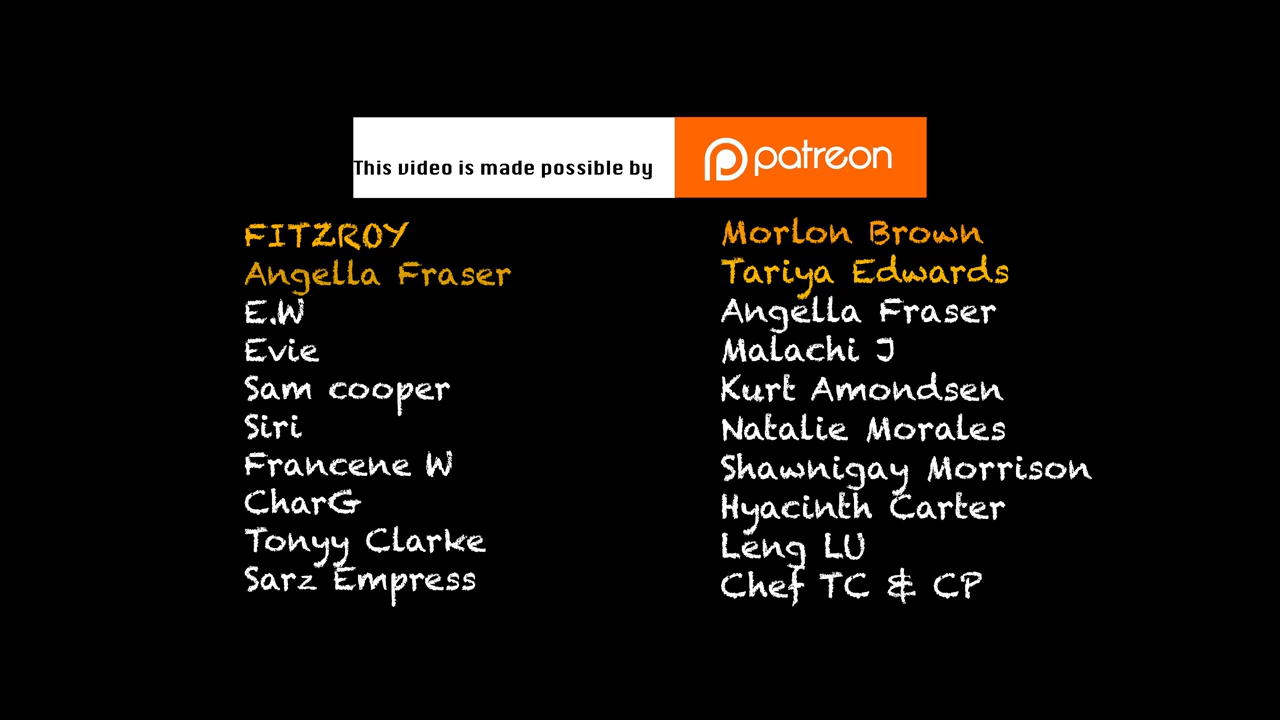 This video is made possible by patreon
FITZROY
Angella Fraser
E.W
Evie
Sam cooper
Siri
Francene W
CharG
Tonyy Clarke
Sarz Empress
Morlon Brown
Tariya Edwards
Angella Fraser
Malachi J
Kurt Amondsen
Natalie Morales
Shawnigay Morrison
Hyacinth Carter
Leng LU
Chef TC & CP